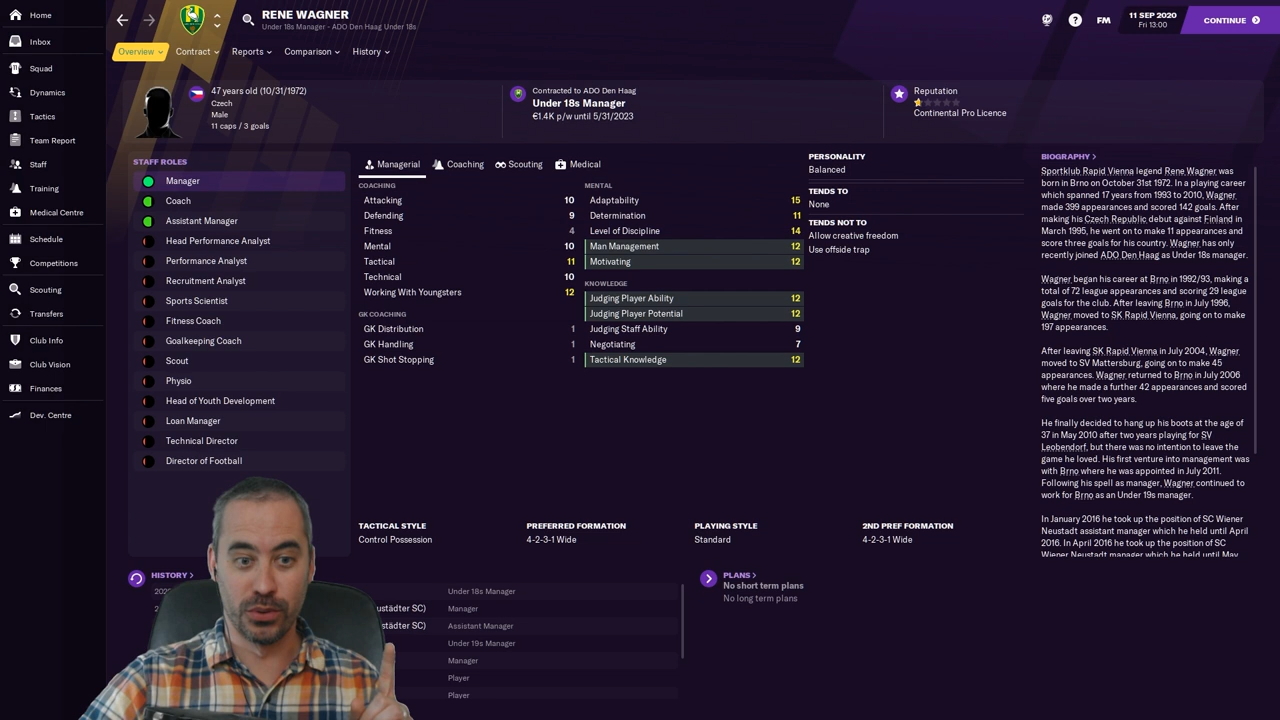 Home
Inbox
Squad
Dynamics
Tactics
Team Report
Staff
Training
Medical Centre
Schedule
Competitions
Scouting
Transfers
Club Info
Club Vision
Finances
Dev. Centre
RENE WAGNER
Under 18s Manager - ADO Den Haag Under 18s
?
FM
11 SEP 2020
Fri 13:00
CONTINUE
Overview
Contract
Reports
Comparison
History
47 years old (10/31/1972)
Czech
Male
11 caps / 3 goals
Contracted to ADO Den Haag
Under 18s Manager
€1.4K p/w until 5/31/2023
Reputation
Continental Pro Licence
STAFF ROLES
Manager
Coach
Assistant Manager
Head Performance Analyst
Performance Analyst
Recruitment Analyst
Sports Scientist
Fitness Coach
Goalkeeping Coach
Scout
Physio
Head of Youth Development
Loan Manager
Technical Director
Director of Football
Managerial
Coaching
Scouting
Medical
COACHING
Attacking 10
Defending 9
Fitness 4
Mental 10
Tactical 11
Technical 10
Working With Youngsters 12
GK COACHING
GK Distribution 1
GK Handling 1
GK Shot Stopping 1
MENTAL
Adaptability 15
Determination 11
Level of Discipline 14
Man Management 12
Motivating 12
KNOWLEDGE
Judging Player Ability 12
Judging Player Potential 12
Judging Staff Ability 9
Negotiating 7
Tactical Knowledge 12
PERSONALITY
Balanced
TENDS TO
None
TENDS NOT TO
Allow creative freedom
Use offside trap
BIOGRAPHY
Sportklub Rapid Vienna legend Rene Wagner was
born in Brno on October 31st 1972. In a playing career
which spanned 17 years from 1993 to 2010, Wagner
made 399 appearances and scored 142 goals. After
making his Czech Republic debut against Finland in
March 1995, he went on to make 11 appearances and
score three goals for his country. Wagner has only
recently joined ADO Den Haag as Under 18s manager.
Wagner began his career at Brno in 1992/93, making a
total of 72 league appearances and scoring 29 league
goals for the club. After leaving Brno in July 1996,
Wagner moved to SK Rapid Vienna, going on to make
197 appearances.
After leaving SK Rapid Vienna in July 2004, Wagner
moved to SV Mattersburg, going on to make 45
appearances. Wagner returned to Brno in July 2006
where he made a further 42 appearances and scored
five goals over two years.
He finally decided to hang up his boots at the age of
37 in May 2010 after two years playing for SV
Leobendorf, but there was no intention to leave the
game he loved. His first venture into management was
with Brno where he was appointed in July 2011.
Following his spell as manager, Wagner continued to
work for Brno as an Under 19s manager.
In January 2016 he took up the position of SC Wiener
Neustadt assistant manager which he held until April
2016. In April 2016 he took up the position of SC
Wiener Neustadt manager which he held until May
TACTICAL STYLE
Control Possession
PREFERRED FORMATION
4-2-3-1 Wide
PLAYING STYLE
Standard
2ND PREF FORMATION
4-2-3-1 Wide
HISTORY
Under 18s Manager
ustädter SC) Manager
ustädter SC) Assistant Manager
Under 19s Manager
Manager
Player
Player
PLANS
No short term plans
No long term plans